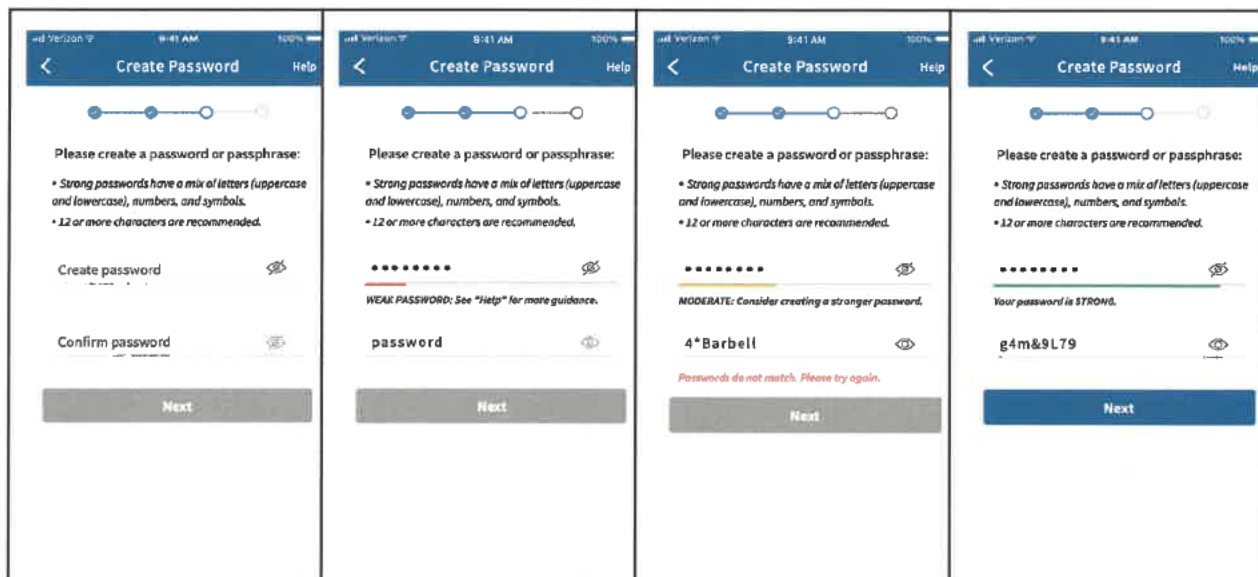 Verizon 9:41 AM 100%
Create Password Help
Please create a password or passphrase:
• Strong passwords have a mix of letters (uppercase
and lowercase), numbers, and symbols.
• 12 or more characters are recommended.
Create password
Confirm password
Next
Verizon 9:41 AM 100%
Create Password Help
Please create a password or passphrase:
• Strong passwords have a mix of letters (uppercase
and lowercase), numbers, and symbols.
• 12 or more characters are recommended.
••••••••
WEAK PASSWORD: See "Help" for more guidance.
password
Next
Verizon 9:41 AM 100%
Create Password Help
Please create a password or passphrase:
• Strong passwords have a mix of letters (uppercase
and lowercase), numbers, and symbols.
• 12 or more characters are recommended.
••••••••
MODERATE: Consider creating a stronger password.
4*Barbell
Passwords do not match. Please try again.
Next
Verizon 9:41 AM 100%
Create Password Help
Please create a password or passphrase:
• Strong passwords have a mix of letters (uppercase
and lowercase), numbers, and symbols.
• 12 or more characters are recommended.
••••••••
Your password is STRONG.
g4m&9L79
Next